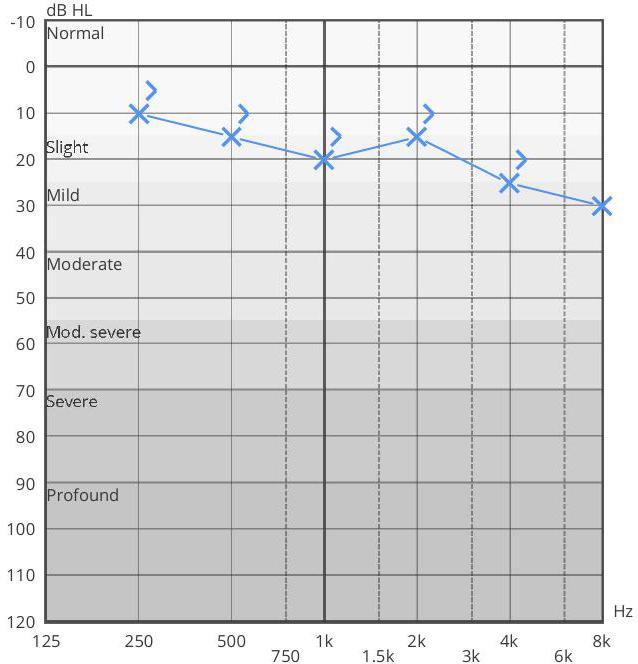 dB HL
-10
Normal
0
10
Slight
20
Mild
30
40
Moderate
50
Mod. severe
60
70
Severe
80
90
Profound
100
110
120
Hz
125 250 500 1k 2k 4k 8k
750 1.5k 3k 6k